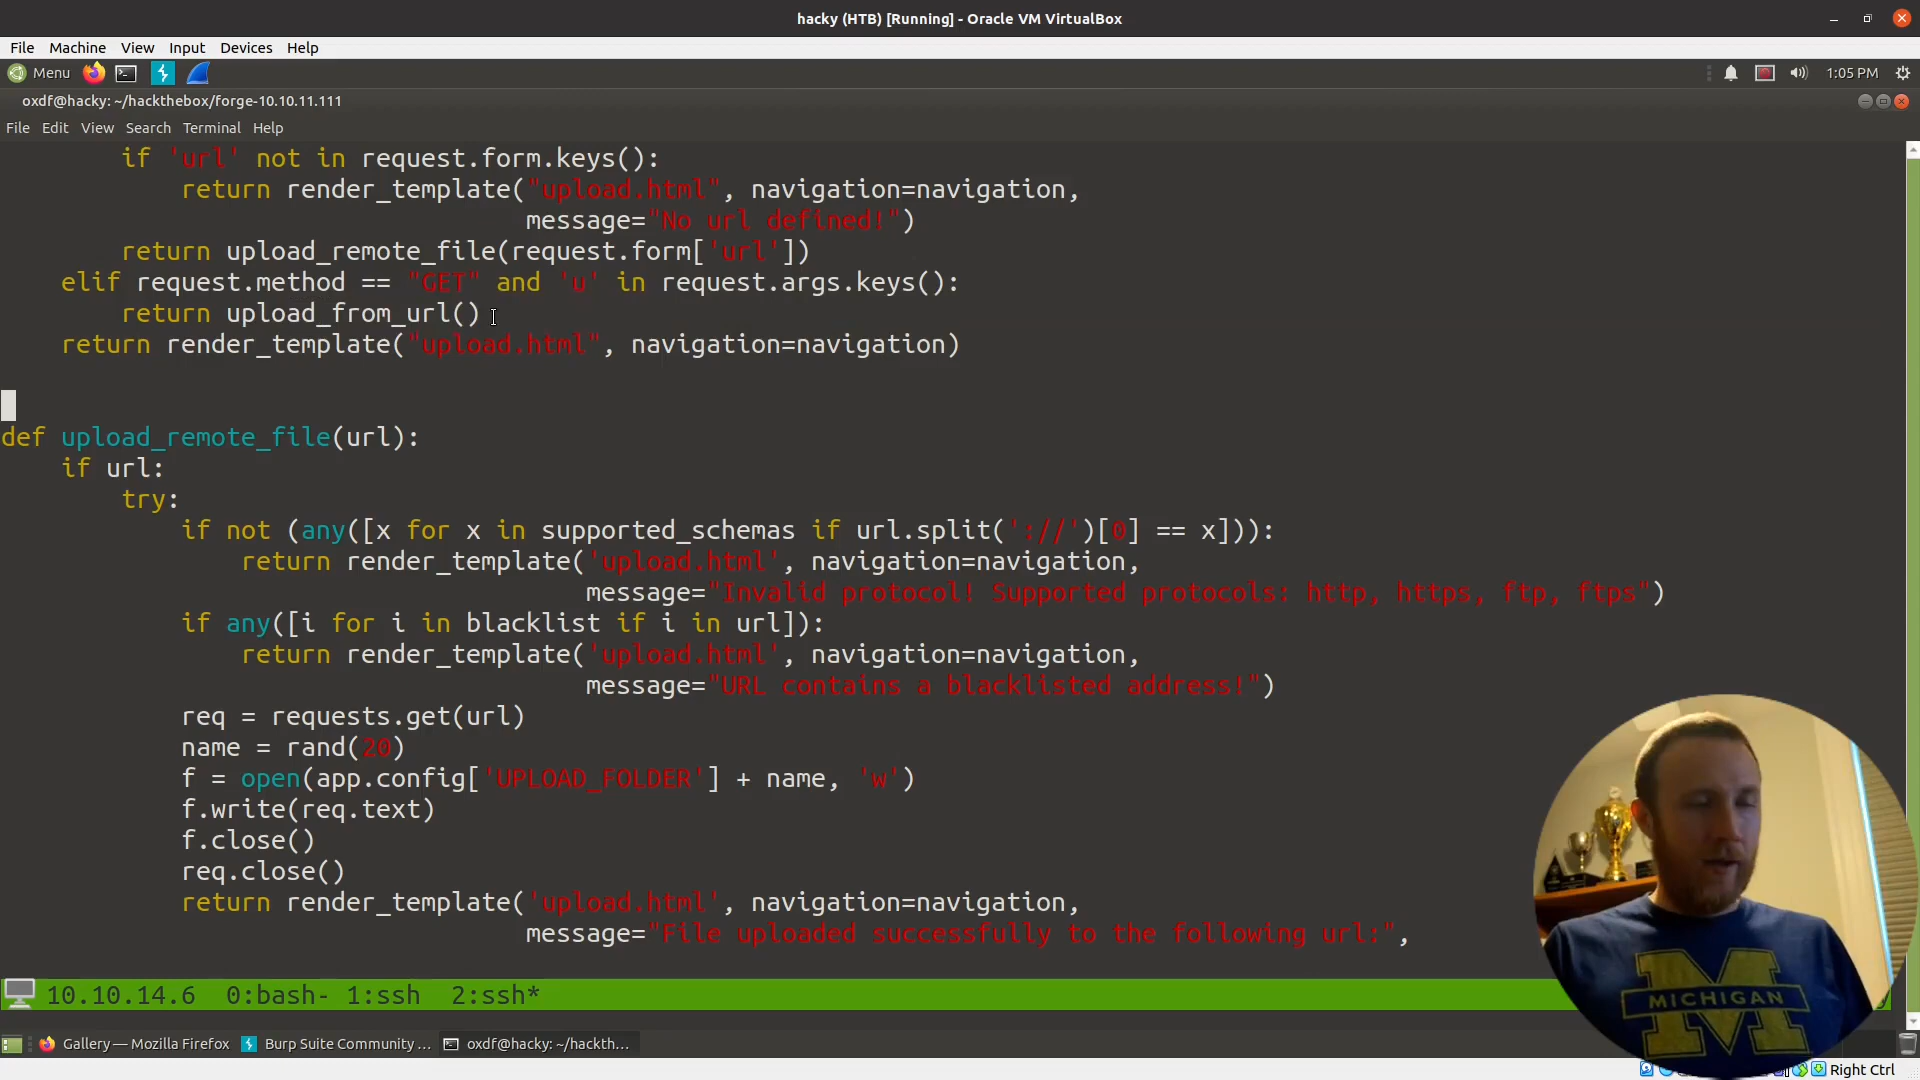 hacky (HTB) [Running] - Oracle VM VirtualBox
File Machine View Input Devices Help
Menu 1:05 PM
oxdf@hacky: ~/hackthebox/forge-10.10.11.111
File Edit View Search Terminal Help
if 'url' not in request.form.keys():
return render_template("upload.html", navigation=navigation,
message="No url defined!")
return upload_remote_file(request.form['url'])
elif request.method == "GET" and 'u' in request.args.keys():
return upload_from_url()
return render_template("upload.html", navigation=navigation)
def upload_remote_file(url):
if url:
try:
if not (any([x for x in supported_schemas if url.split('://')[0] == x])):
return render_template('upload.html', navigation=navigation,
message="Invalid protocol! Supported protocols: http, https, ftp, ftps")
if any([i for i in blacklist if i in url]):
return render_template('upload.html', navigation=navigation,
message="URL contains a blacklisted address!")
req = requests.get(url)
name = rand(20)
f = open(app.config['UPLOAD_FOLDER'] + name, 'w')
f.write(req.text)
f.close()
req.close()
return render_template('upload.html', navigation=navigation,
message="File uploaded successfully to the following url:",
10.10.14.6 0:bash- 1:ssh 2:ssh*
MICHIGAN
Gallery — Mozilla Firefox Burp Suite Community ... oxdf@hacky: ~/hackth...
Right Ctrl